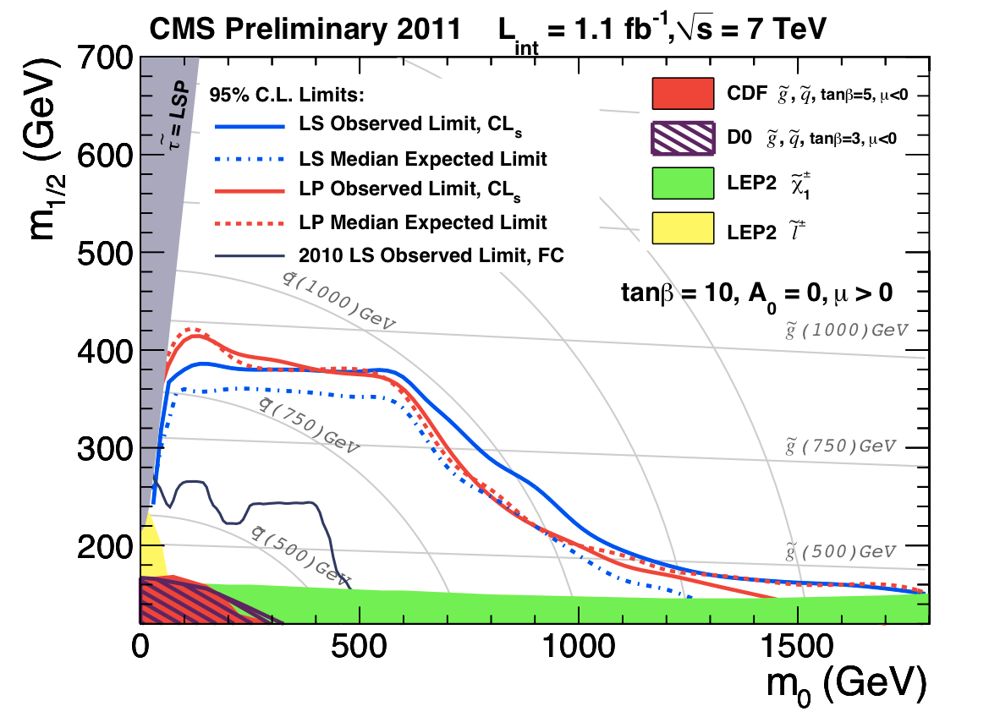 CMS Preliminary 2011 L_int = 1.1 fb^-1, √s = 7 TeV
m_1/2 (GeV)
700
600
500
400
300
200
τ̃ = LSP
95% C.L. Limits:
LS Observed Limit, CL_s
LS Median Expected Limit
LP Observed Limit, CL_s
LP Median Expected Limit
2010 LS Observed Limit, FC
CDF g̃, q̃, tanβ=5, μ<0
D0 g̃, q̃, tanβ=3, μ<0
LEP2 χ̃₁^±
LEP2 l̃^±
tanβ = 10, A_0 = 0, μ > 0
q̃(1000)GeV
g̃(1000)GeV
q̃(750)GeV
g̃(750)GeV
q̃(500)GeV
g̃(500)GeV
0 500 1000 1500
m_0 (GeV)